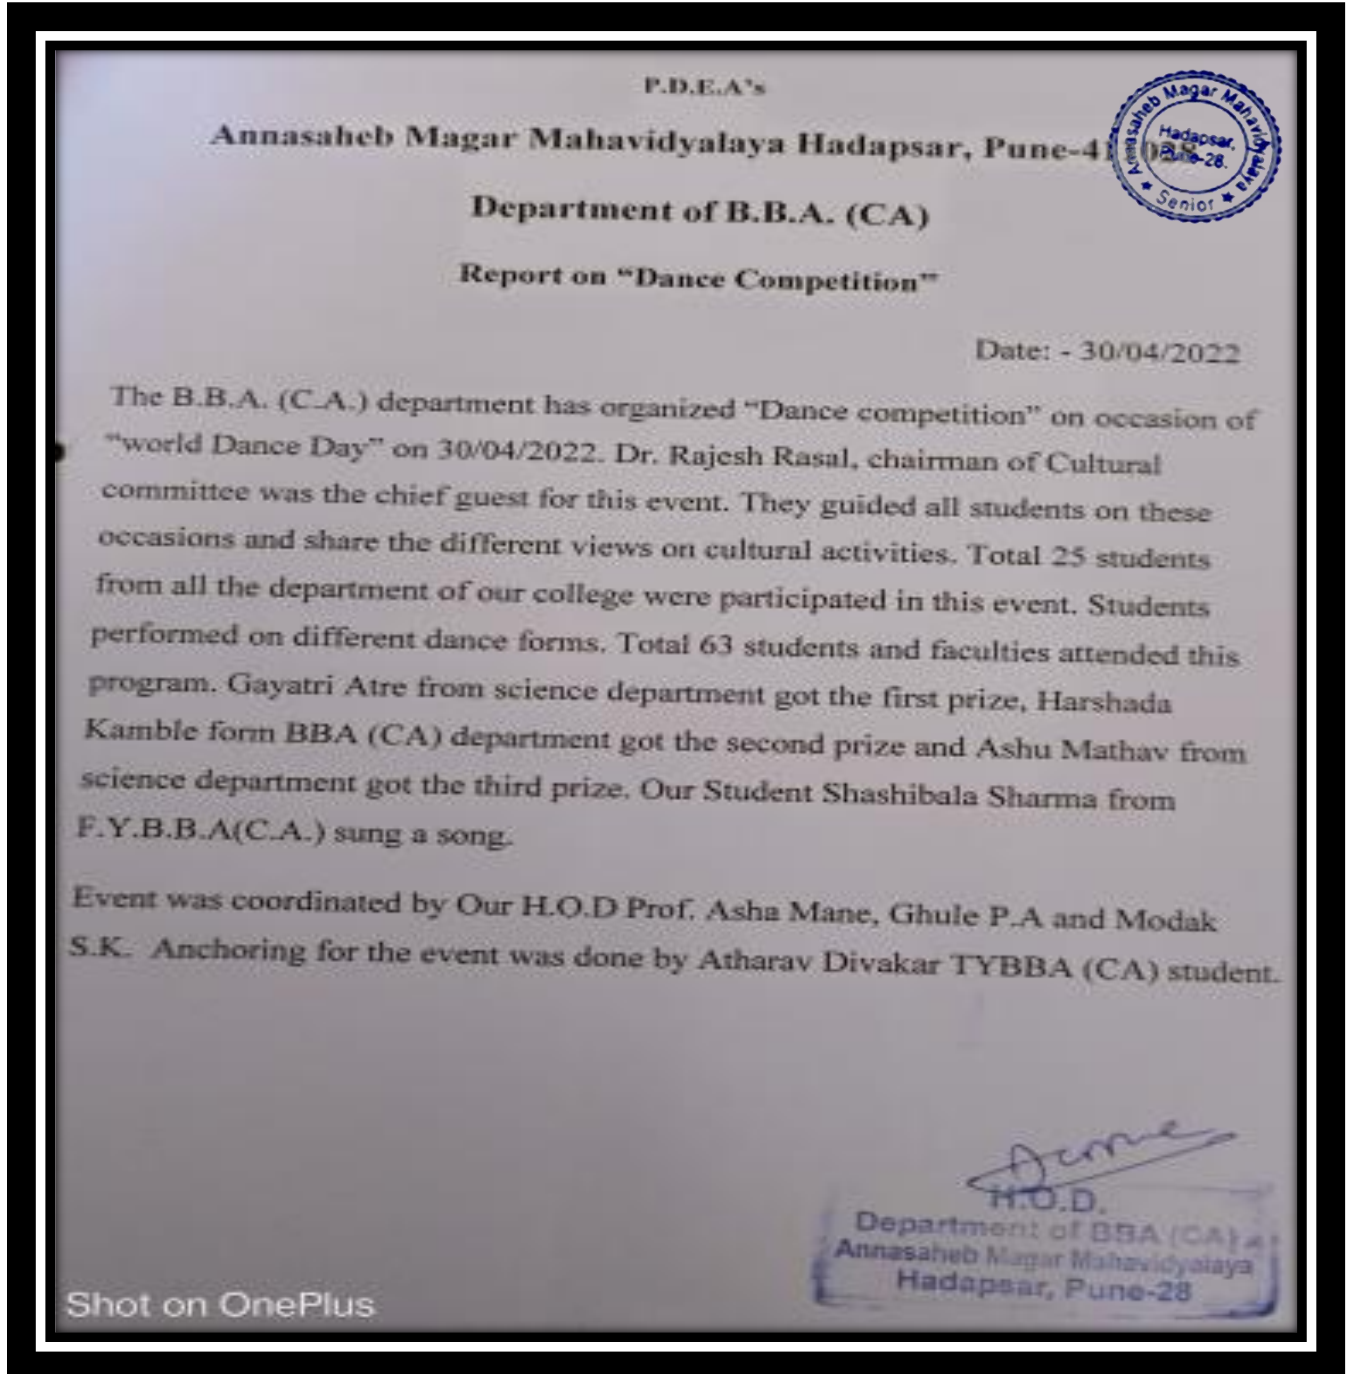 P.D.E.A's
Annasaheb Magar Mahavidyalaya Hadapsar, Pune-411028
Annasaheb Magar Mahavidyalaya
Hadapsar,
Pune-28.
★ Senior ★
Department of B.B.A. (CA)
Report on “Dance Competition”
Date: - 30/04/2022
The B.B.A. (C.A.) department has organized “Dance competition” on occasion of
“world Dance Day” on 30/04/2022. Dr. Rajesh Rasal, chairman of Cultural
committee was the chief guest for this event. They guided all students on these
occasions and share the different views on cultural activities. Total 25 students
from all the department of our college were participated in this event. Students
performed on different dance forms. Total 63 students and faculties attended this
program. Gayatri Atre from science department got the first prize, Harshada
Kamble form BBA (CA) department got the second prize and Ashu Mathav from
science department got the third prize. Our Student Shashibala Sharma from
F.Y.B.B.A(C.A.) sung a song.
Event was coordinated by Our H.O.D Prof. Asha Mane, Ghule P.A and Modak
S.K. Anchoring for the event was done by Atharav Divakar TYBBA (CA) student.
H.O.D.
Department of BBA (CA)
Annasaheb Magar Mahavidyalaya
Hadapsar, Pune-28
Shot on OnePlus